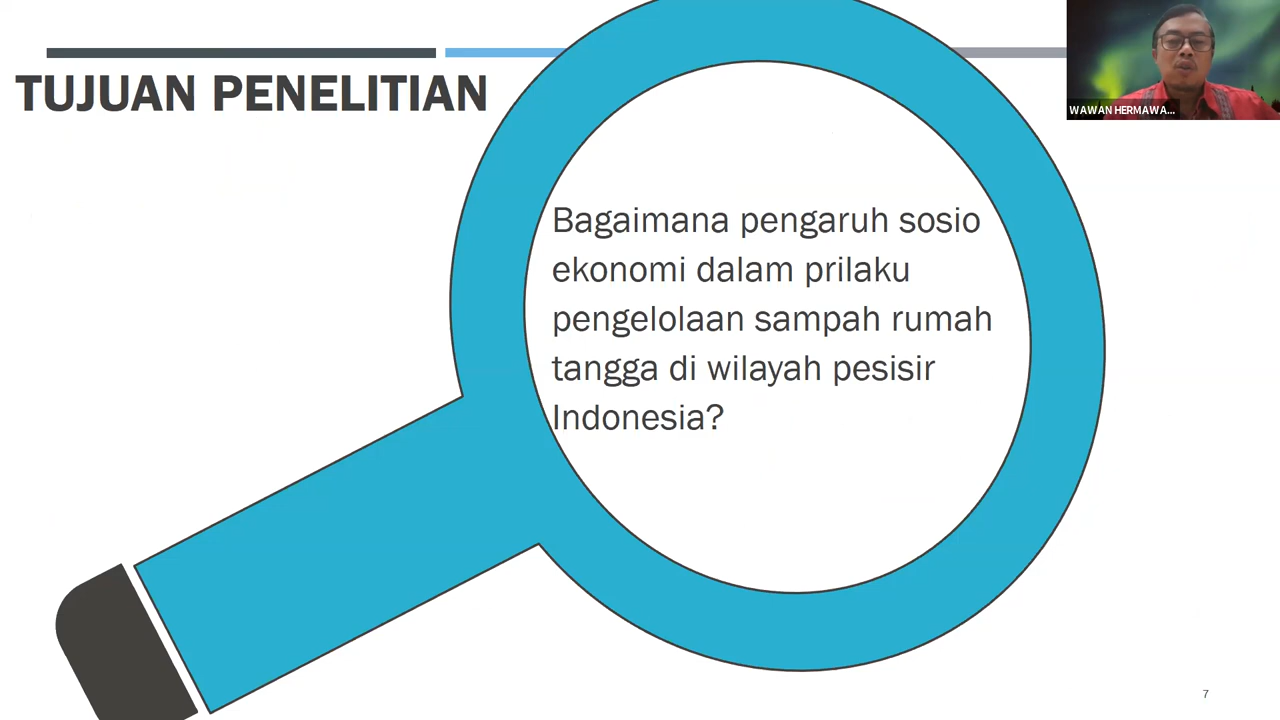 TUJUAN PENELITIAN
WAWAN HERMAWA...
Bagaimana pengaruh sosio
ekonomi dalam prilaku
pengelolaan sampah rumah
tangga di wilayah pesisir
Indonesia?
7